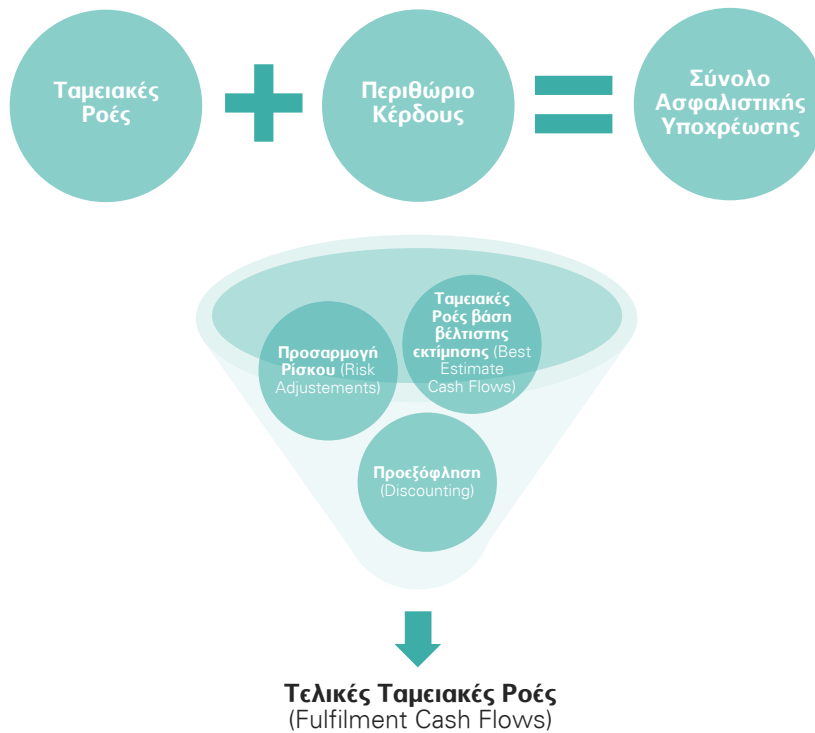 Ταμειακές
Ροές
Περιθώριο
Κέρδους
Σύνολο
Ασφαλιστικής
Υποχρέωσης
Ταμειακές
Ροές βάση
βέλτιστης
εκτίμησης (Best
Estimate
Cash Flows)
Προσαρμογή
Ρίσκου (Risk
Adjustements)
Προεξόφληση
(Discounting)
Τελικές Ταμειακές Ροές
(Fulfilment Cash Flows)